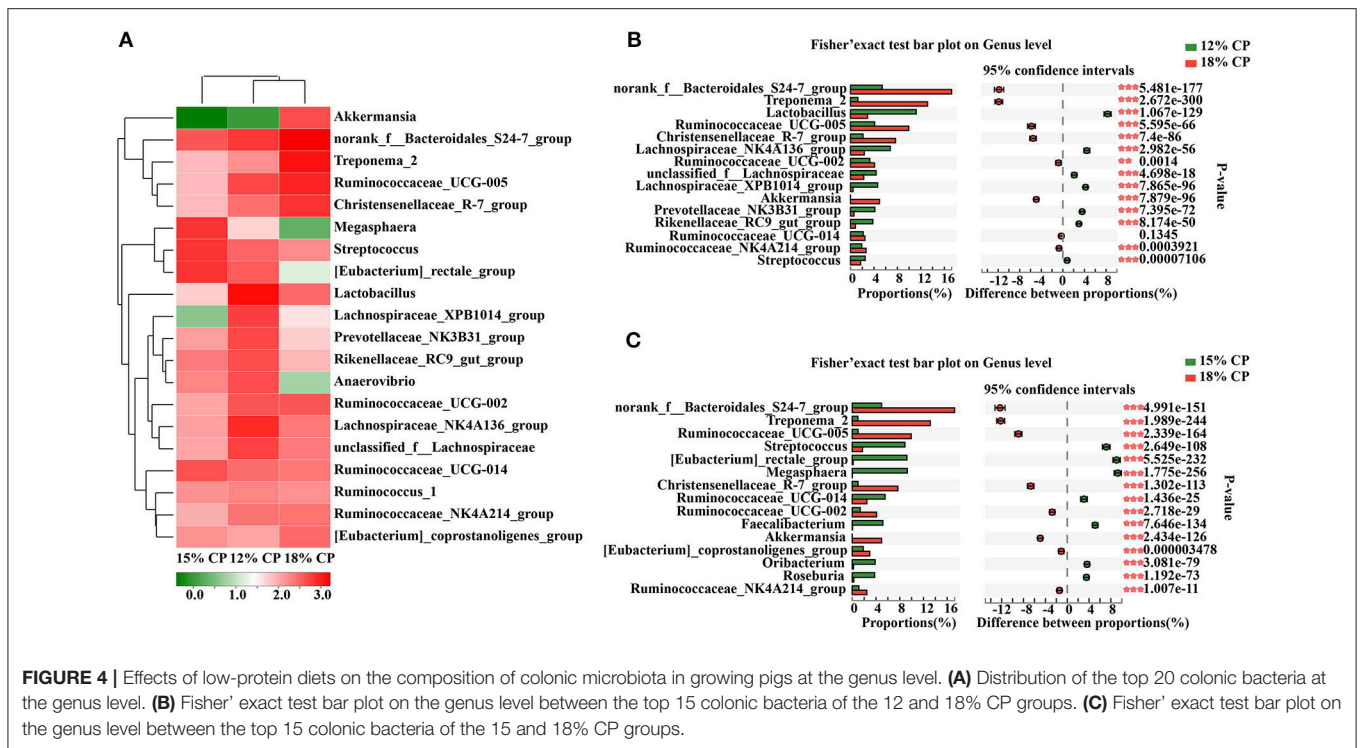 A
Akkermansia
norank_f__Bacteroidales_S24-7_group
Treponema_2
Ruminococcaceae_UCG-005
Christensenellaceae_R-7_group
Megasphaera
Streptococcus
[Eubacterium]_rectale_group
Lactobacillus
Lachnospiraceae_XPB1014_group
Prevotellaceae_NK3B31_group
Rikenellaceae_RC9_gut_group
Anaerovibrio
Ruminococcaceae_UCG-002
Lachnospiraceae_NK4A136_group
unclassified_f__Lachnospiraceae
Ruminococcaceae_UCG-014
Ruminococcus_1
Ruminococcaceae_NK4A214_group
[Eubacterium]_coprostanoligenes_group
15% CP 12% CP 18% CP
0.0 1.0 2.0 3.0
B
Fisher'exact test bar plot on Genus level
12% CP
18% CP
95% confidence intervals
norank_f__Bacteroidales_S24-7_group ***5.481e-177
Treponema_2 ***2.672e-300
Lactobacillus ***1.067e-129
Ruminococcaceae_UCG-005 ***5.595e-66
Christensenellaceae_R-7_group ***7.4e-86
Lachnospiraceae_NK4A136_group ***2.982e-56
Ruminococcaceae_UCG-002 ** 0.0014
unclassified_f__Lachnospiraceae ***4.698e-18
Lachnospiraceae_XPB1014_group ***7.865e-96
Akkermansia ***7.879e-96
Prevotellaceae_NK3B31_group ***7.395e-72
Rikenellaceae_RC9_gut_group ***8.174e-50
Ruminococcaceae_UCG-014 0.1345
Ruminococcaceae_NK4A214_group ***0.0003921
Streptococcus ***0.00007106
P-value
0 4 8 12 16 -12 -8 -4 0 4 8
Proportions(%) Difference between proportions(%)
C
Fisher'exact test bar plot on Genus level
15% CP
18% CP
95% confidence intervals
norank_f__Bacteroidales_S24-7_group ***4.991e-151
Treponema_2 ***1.989e-244
Ruminococcaceae_UCG-005 ***2.339e-164
Streptococcus ***2.649e-108
[Eubacterium]_rectale_group ***5.525e-232
Megasphaera ***1.775e-256
Christensenellaceae_R-7_group ***1.302e-113
Ruminococcaceae_UCG-014 ***1.436e-25
Ruminococcaceae_UCG-002 ***2.718e-29
Faecalibacterium ***7.646e-134
Akkermansia ***2.434e-126
[Eubacterium]_coprostanoligenes_group ***0.000003478
Oribacterium ***3.081e-79
Roseburia ***1.192e-73
Ruminococcaceae_NK4A214_group ***1.007e-11
P-value
0 4 8 12 16 -12 -8 -4 0 4 8
Proportions(%) Difference between proportions(%)
FIGURE 4 | Effects of low-protein diets on the composition of colonic microbiota in growing pigs at the genus level. (A) Distribution of the top 20 colonic bacteria at
the genus level. (B) Fisher' exact test bar plot on the genus level between the top 15 colonic bacteria of the 12 and 18% CP groups. (C) Fisher' exact test bar plot on
the genus level between the top 15 colonic bacteria of the 15 and 18% CP groups.